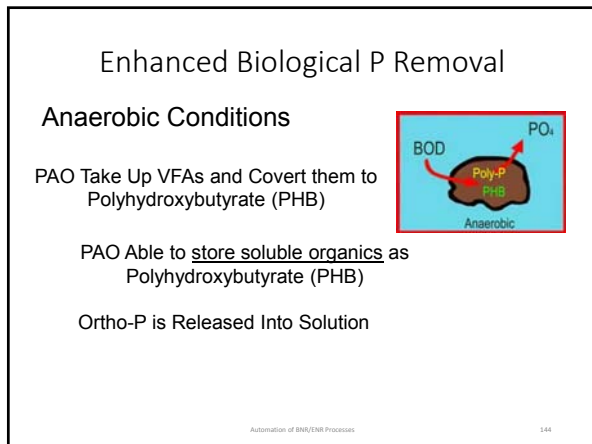 Enhanced Biological P Removal
Anaerobic Conditions
PAO Take Up VFAs and Covert them to
Polyhydroxybutyrate (PHB)
BOD
PO₄
Poly-P
PHB
Anaerobic
PAO Able to store soluble organics as
Polyhydroxybutyrate (PHB)
Ortho-P is Released Into Solution
Automation of BNR/ENR Processes
144